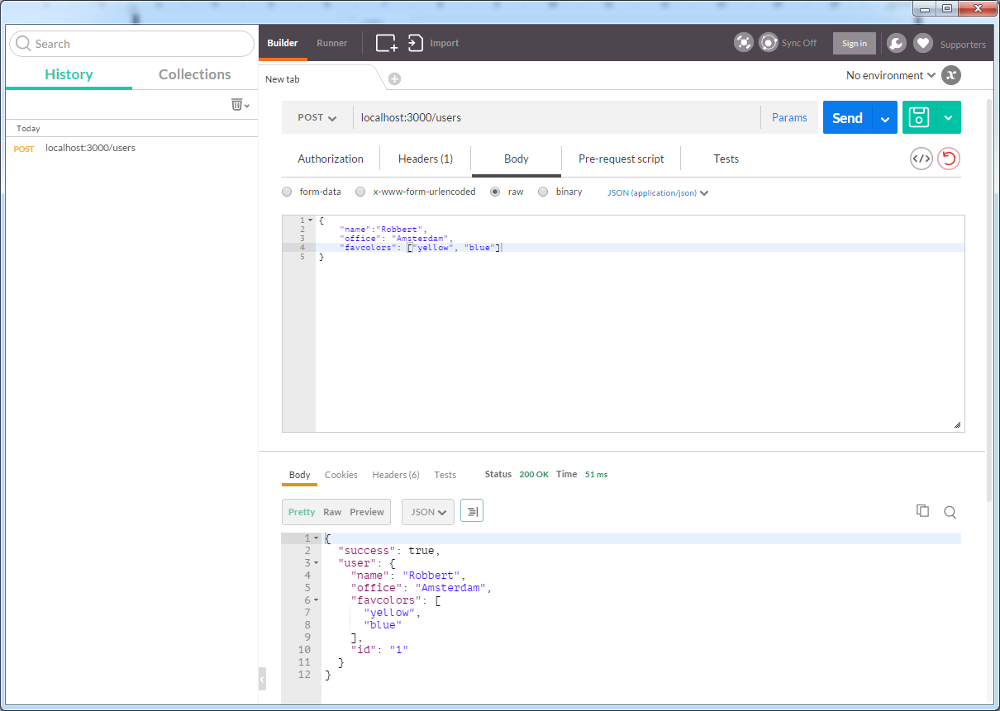 Search
History
Collections
Today
POST localhost:3000/users
Builder
Runner
Import
Sync Off
Sign in
Supporters
New tab
No environment
x
POST
localhost:3000/users
Params
Send
Authorization
Headers (1)
Body
Pre-request script
Tests
</>
form-data
x-www-form-urlencoded
raw
binary
JSON (application/json)
1 {
2 "name":"Robbert",
3 "office": "Amsterdam",
4 "favcolors": ["yellow", "blue"]
5 }
Body
Cookies
Headers (6)
Tests
Status 200 OK Time 51 ms
Pretty
Raw
Preview
JSON
1 {
2 "success": true,
3 "user": {
4 "name": "Robbert",
5 "office": "Amsterdam",
6 "favcolors": [
7 "yellow",
8 "blue"
9 ],
10 "id": "1"
11 }
12 }